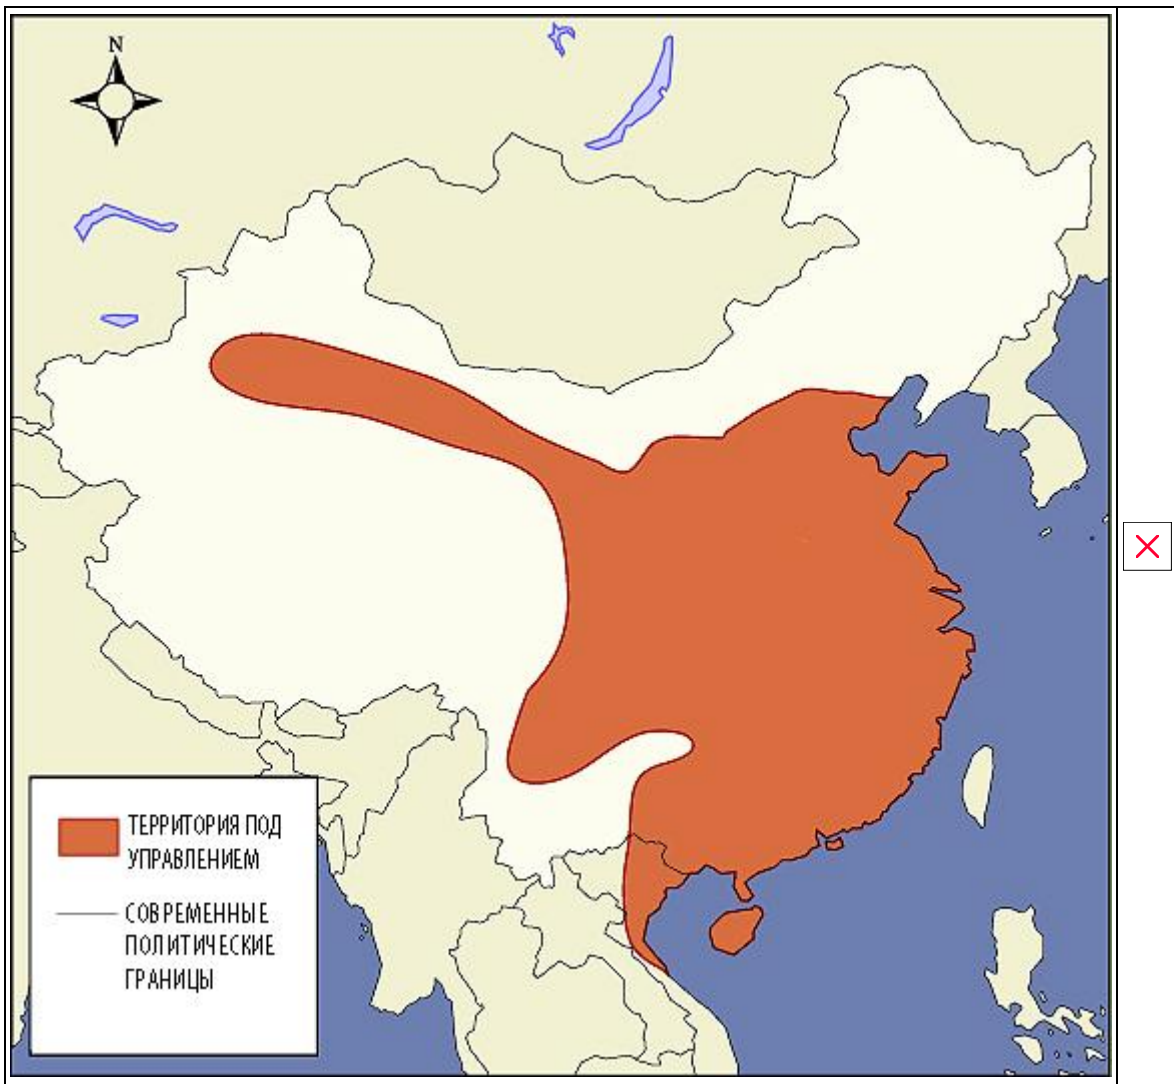 N
ТЕРРИТОРИЯ ПОД
УПРАВЛЕНИЕМ
СОВРЕМЕННЫЕ
ПОЛИТИЧЕСКИЕ
ГРАНИЦЫ